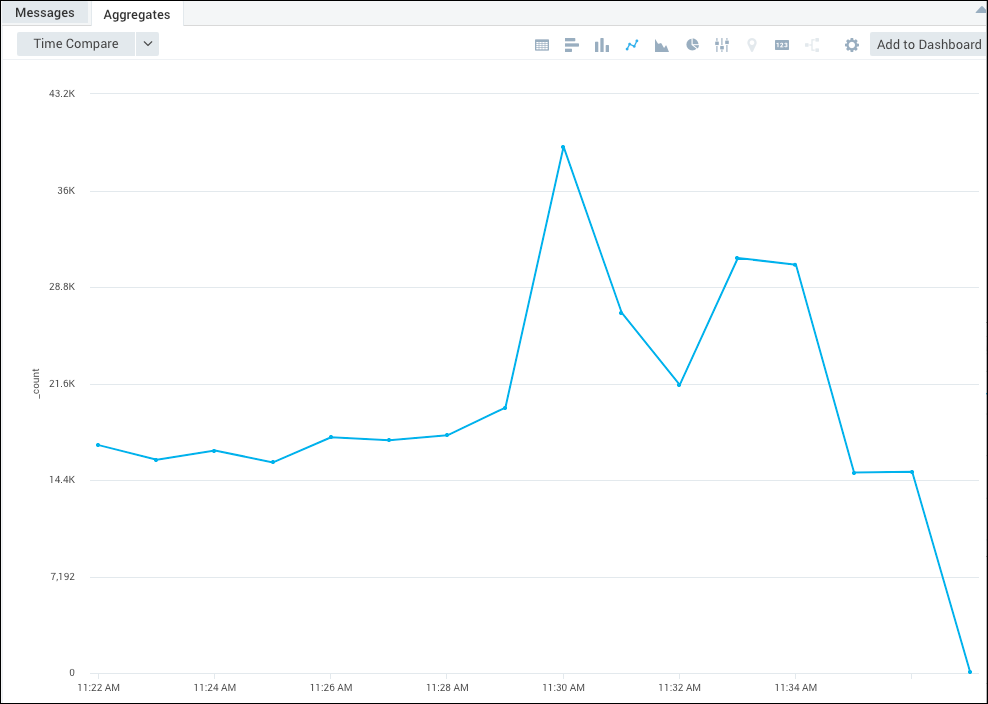 Messages
Aggregates
Time Compare
123
Add to Dashboard
43.2K
36K
28.8K
21.6K
14.4K
7,192
0
_count
11:22 AM 11:24 AM 11:26 AM 11:28 AM 11:30 AM 11:32 AM 11:34 AM